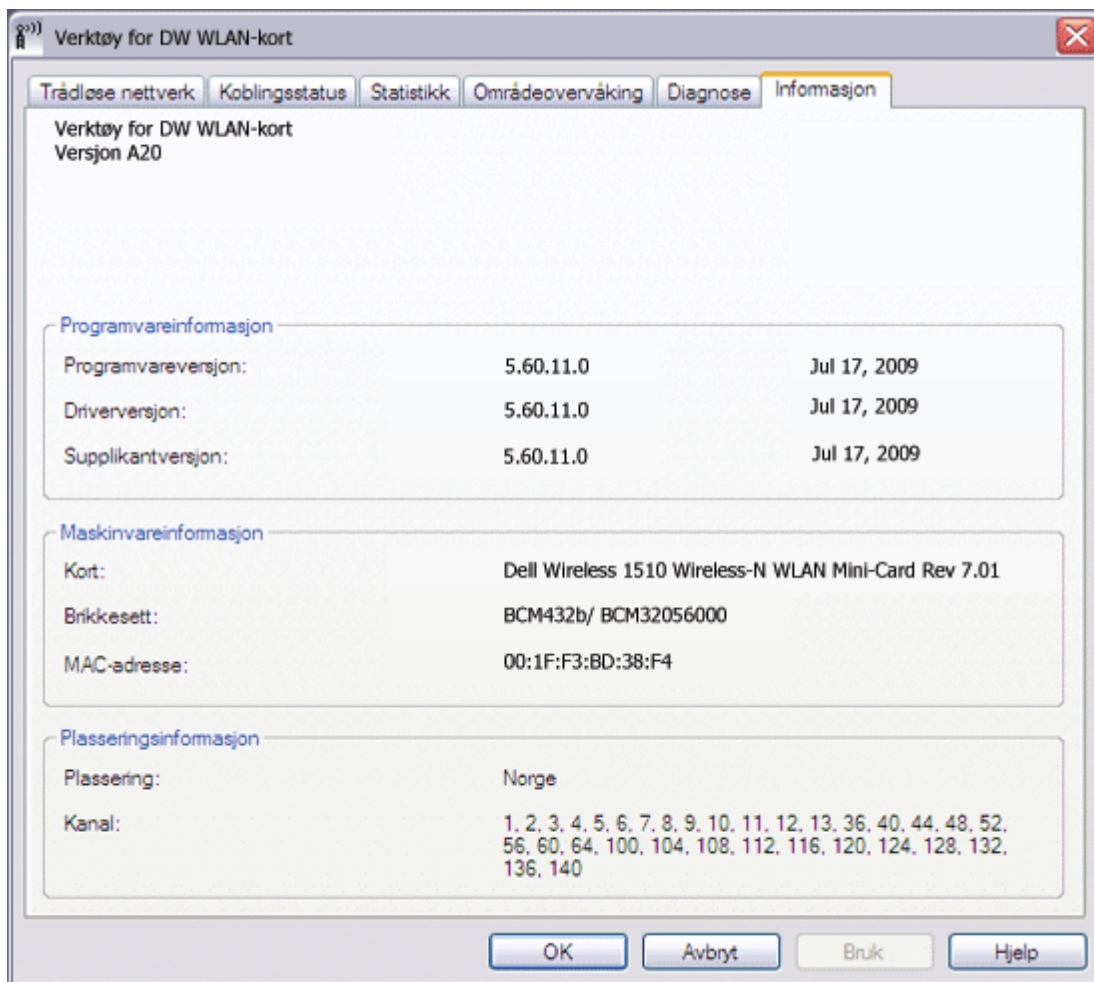 Verktøy for DW WLAN-kort
Trådløse nettverk Koblingsstatus Statistikk Områdeovervåking Diagnose Informasjon
Verktøy for DW WLAN-kort
Versjon A20
Programvareinformasjon
Programvareversjon: 5.60.11.0 Jul 17, 2009
Driverversjon: 5.60.11.0 Jul 17, 2009
Supplikantversjon: 5.60.11.0 Jul 17, 2009
Maskinvareinformasjon
Kort: Dell Wireless 1510 Wireless-N WLAN Mini-Card Rev 7.01
Brikkesett: BCM432b/ BCM32056000
MAC-adresse: 00:1F:F3:BD:38:F4
Plasseringsinformasjon
Plassering: Norge
Kanal: 1, 2, 3, 4, 5, 6, 7, 8, 9, 10, 11, 12, 13, 36, 40, 44, 48, 52,
56, 60, 64, 100, 104, 108, 112, 116, 120, 124, 128, 132,
136, 140
OK Avbryt Bruk Hjelp